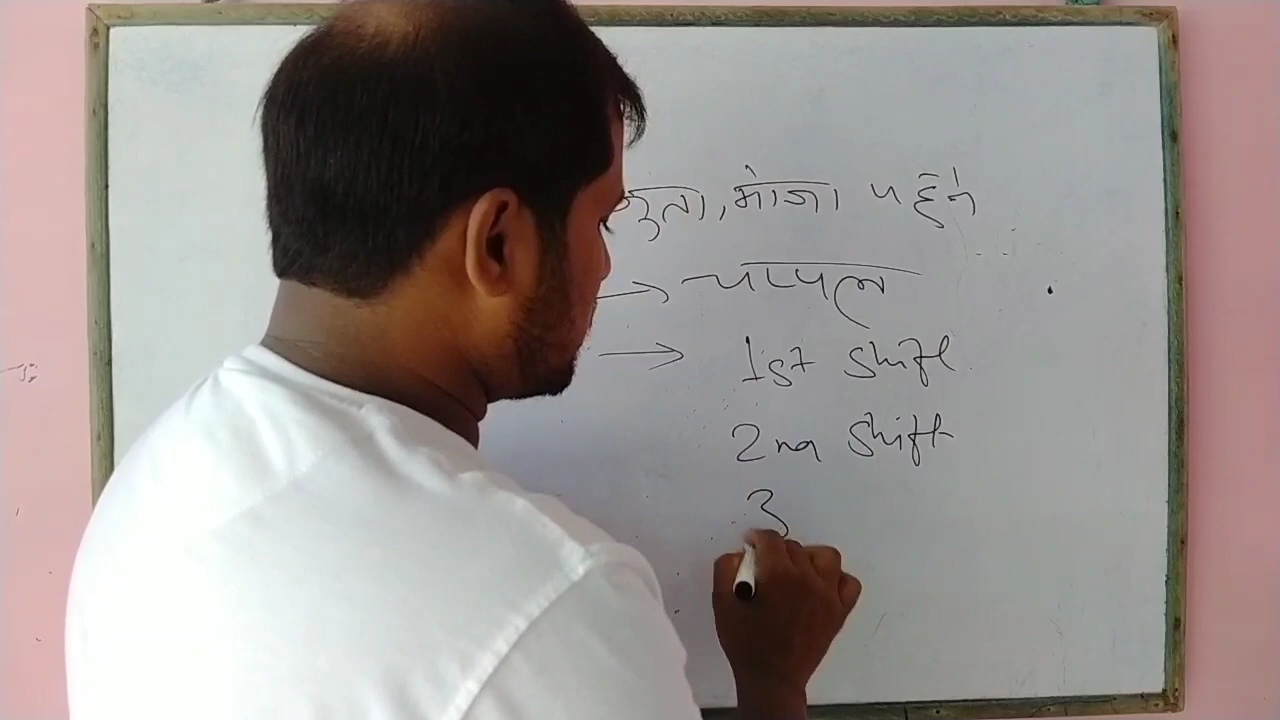 जुता, मोजा पहने
→ चप्पल
→ 1st shift
2nd shift
3